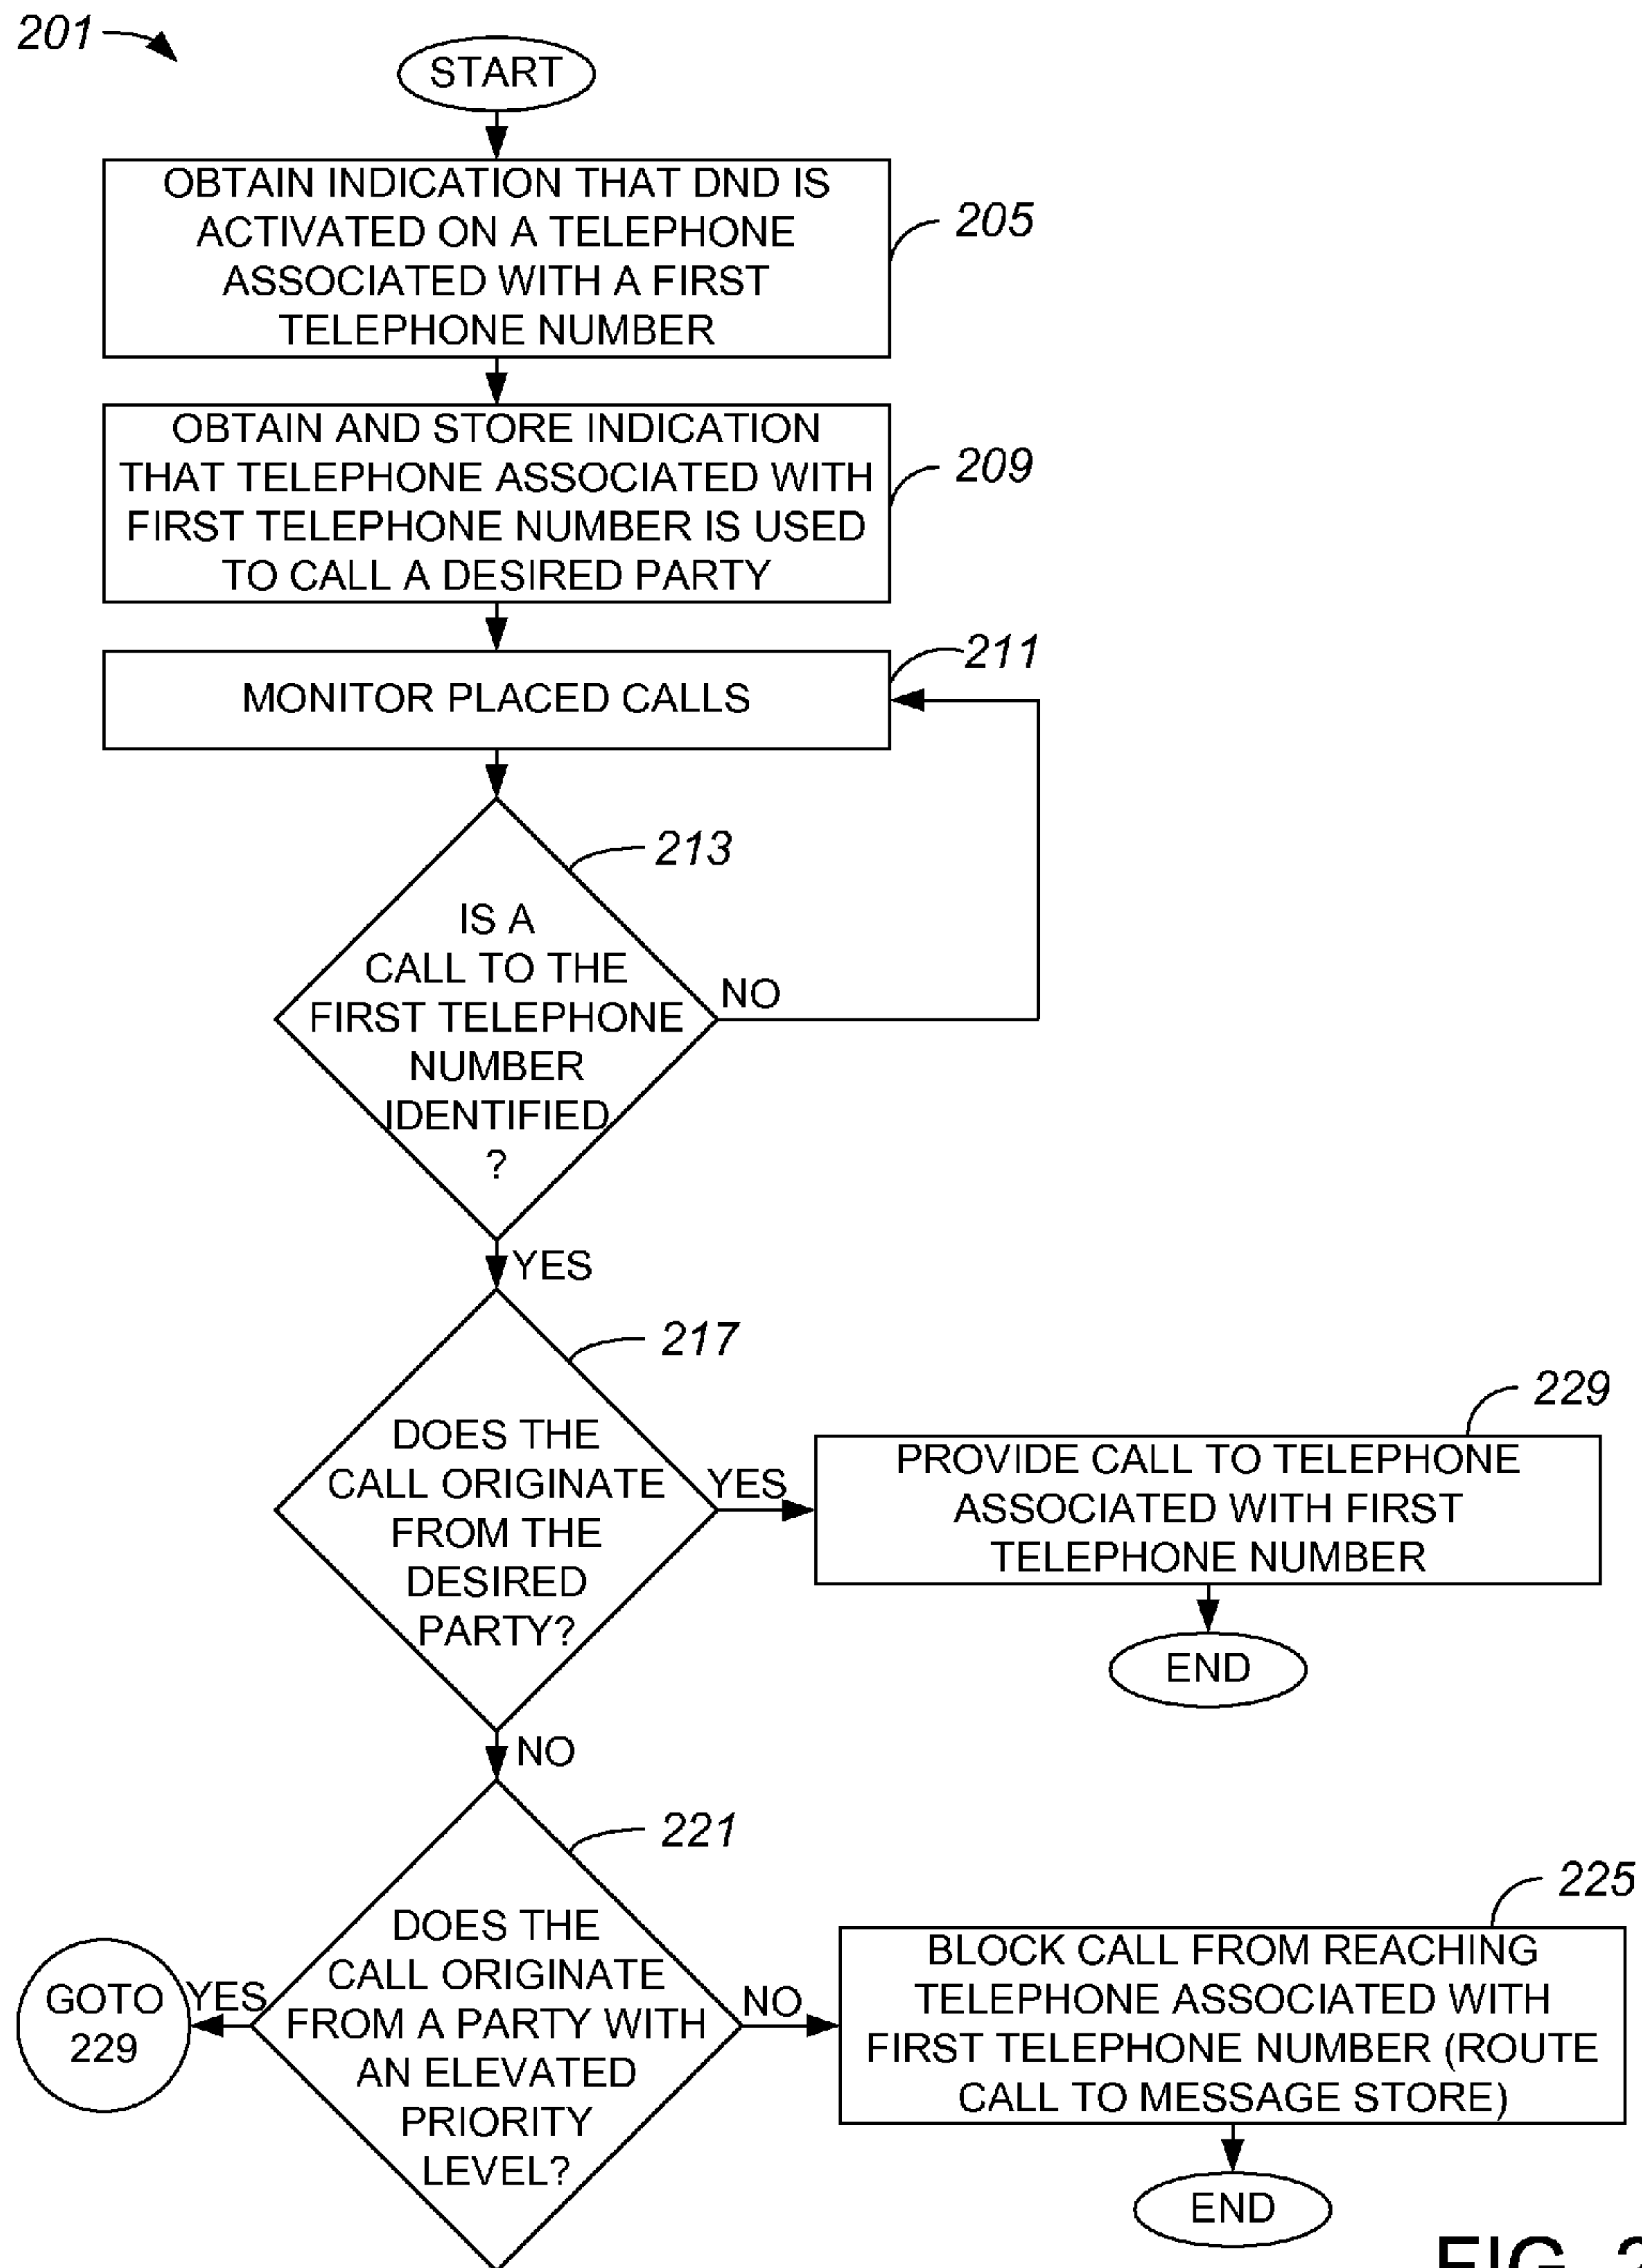 201
START
OBTAIN INDICATION THAT DND IS
ACTIVATED ON A TELEPHONE
ASSOCIATED WITH A FIRST
TELEPHONE NUMBER
205
OBTAIN AND STORE INDICATION
THAT TELEPHONE ASSOCIATED WITH
FIRST TELEPHONE NUMBER IS USED
TO CALL A DESIRED PARTY
209
MONITOR PLACED CALLS
211
213
IS A
CALL TO THE
FIRST TELEPHONE
NUMBER
IDENTIFIED
?
NO
YES
217
DOES THE
CALL ORIGINATE
FROM THE
DESIRED
PARTY?
YES
229
PROVIDE CALL TO TELEPHONE
ASSOCIATED WITH FIRST
TELEPHONE NUMBER
END
NO
221
DOES THE
CALL ORIGINATE
FROM A PARTY WITH
AN ELEVATED
PRIORITY
LEVEL?
YES
GOTO
229
NO
225
BLOCK CALL FROM REACHING
TELEPHONE ASSOCIATED WITH
FIRST TELEPHONE NUMBER (ROUTE
CALL TO MESSAGE STORE)
END
FIG. 2